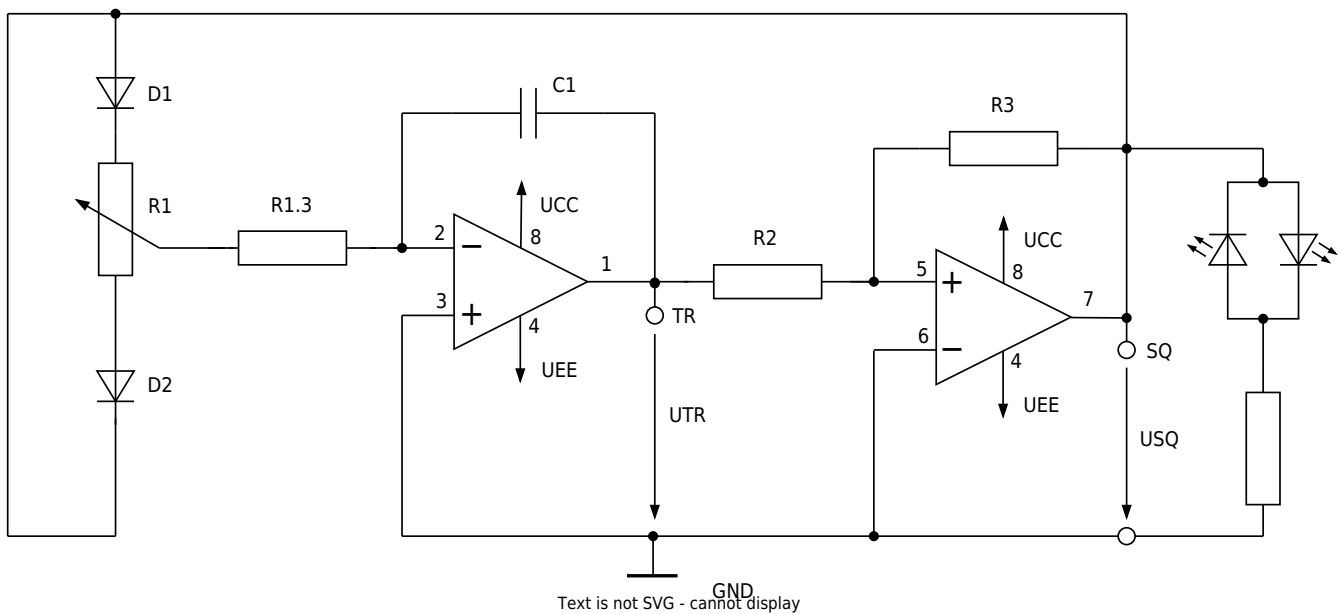 C1
R3
D1
R1
R1.3
UCC
2
8
−
1
3
+
4
UEE
TR
UTR
R2
UCC
5
8
+
7
6
−
4
UEE
SQ
USQ
D2
GND
Text is not SVG - cannot display